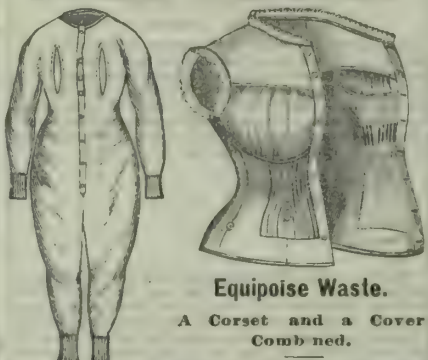 Equipoise Waste.
A Corset and a Cover
Comb ned.